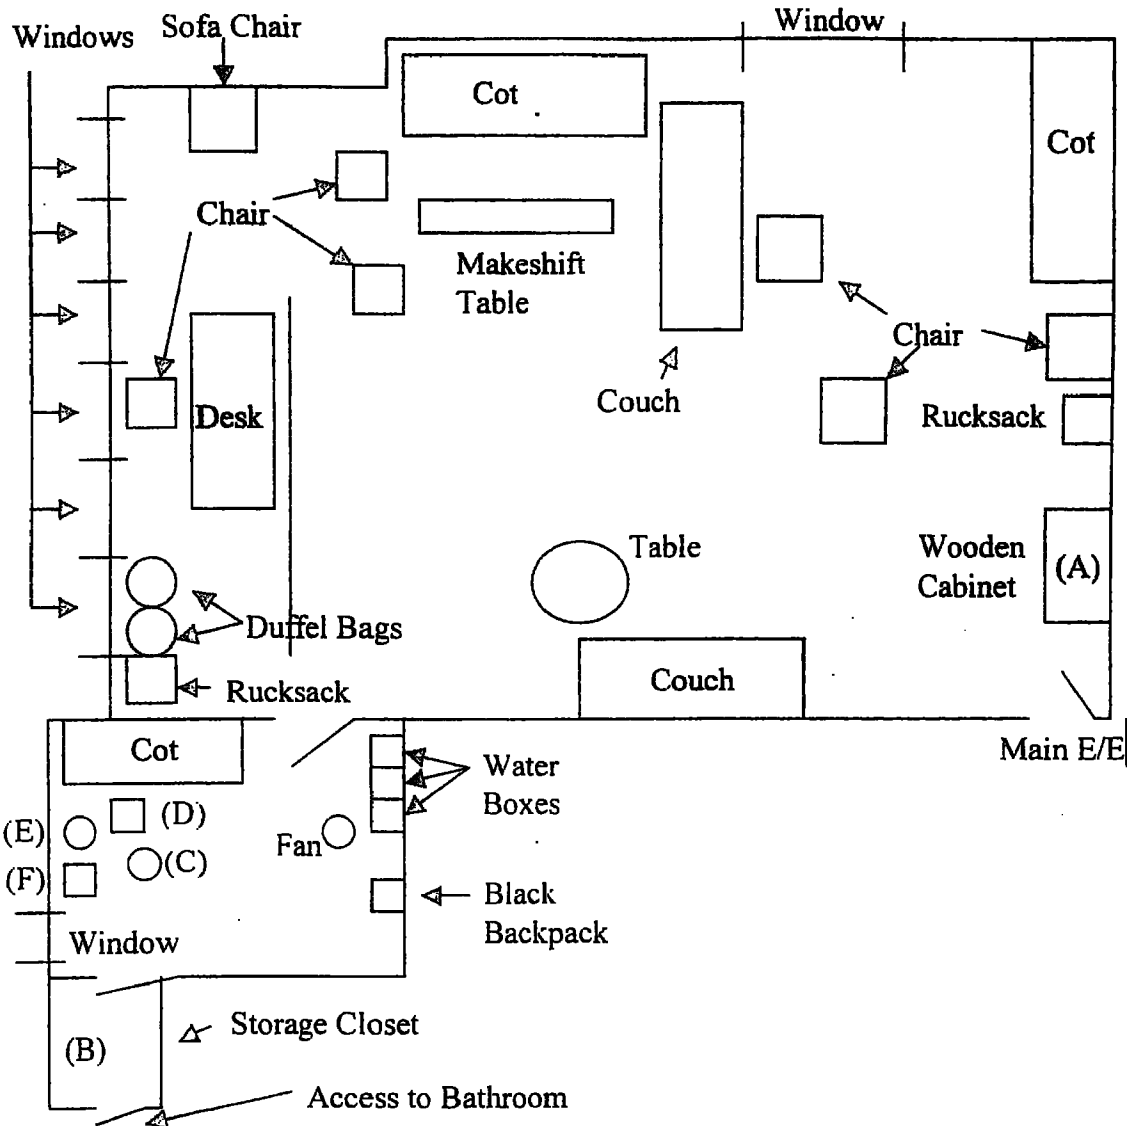 Windows
Sofa Chair
Window
Cot
Cot
Chair
Makeshift
Table
Chair
Couch
Desk
Rucksack
Table
Wooden
Cabinet
(A)
Duffel Bags
Couch
Rucksack
Main E/E
Cot
Water
Boxes
(D)
(E)
Fan
(C)
(F)
Black
Backpack
Window
Storage Closet
(B)
Access to Bathroom